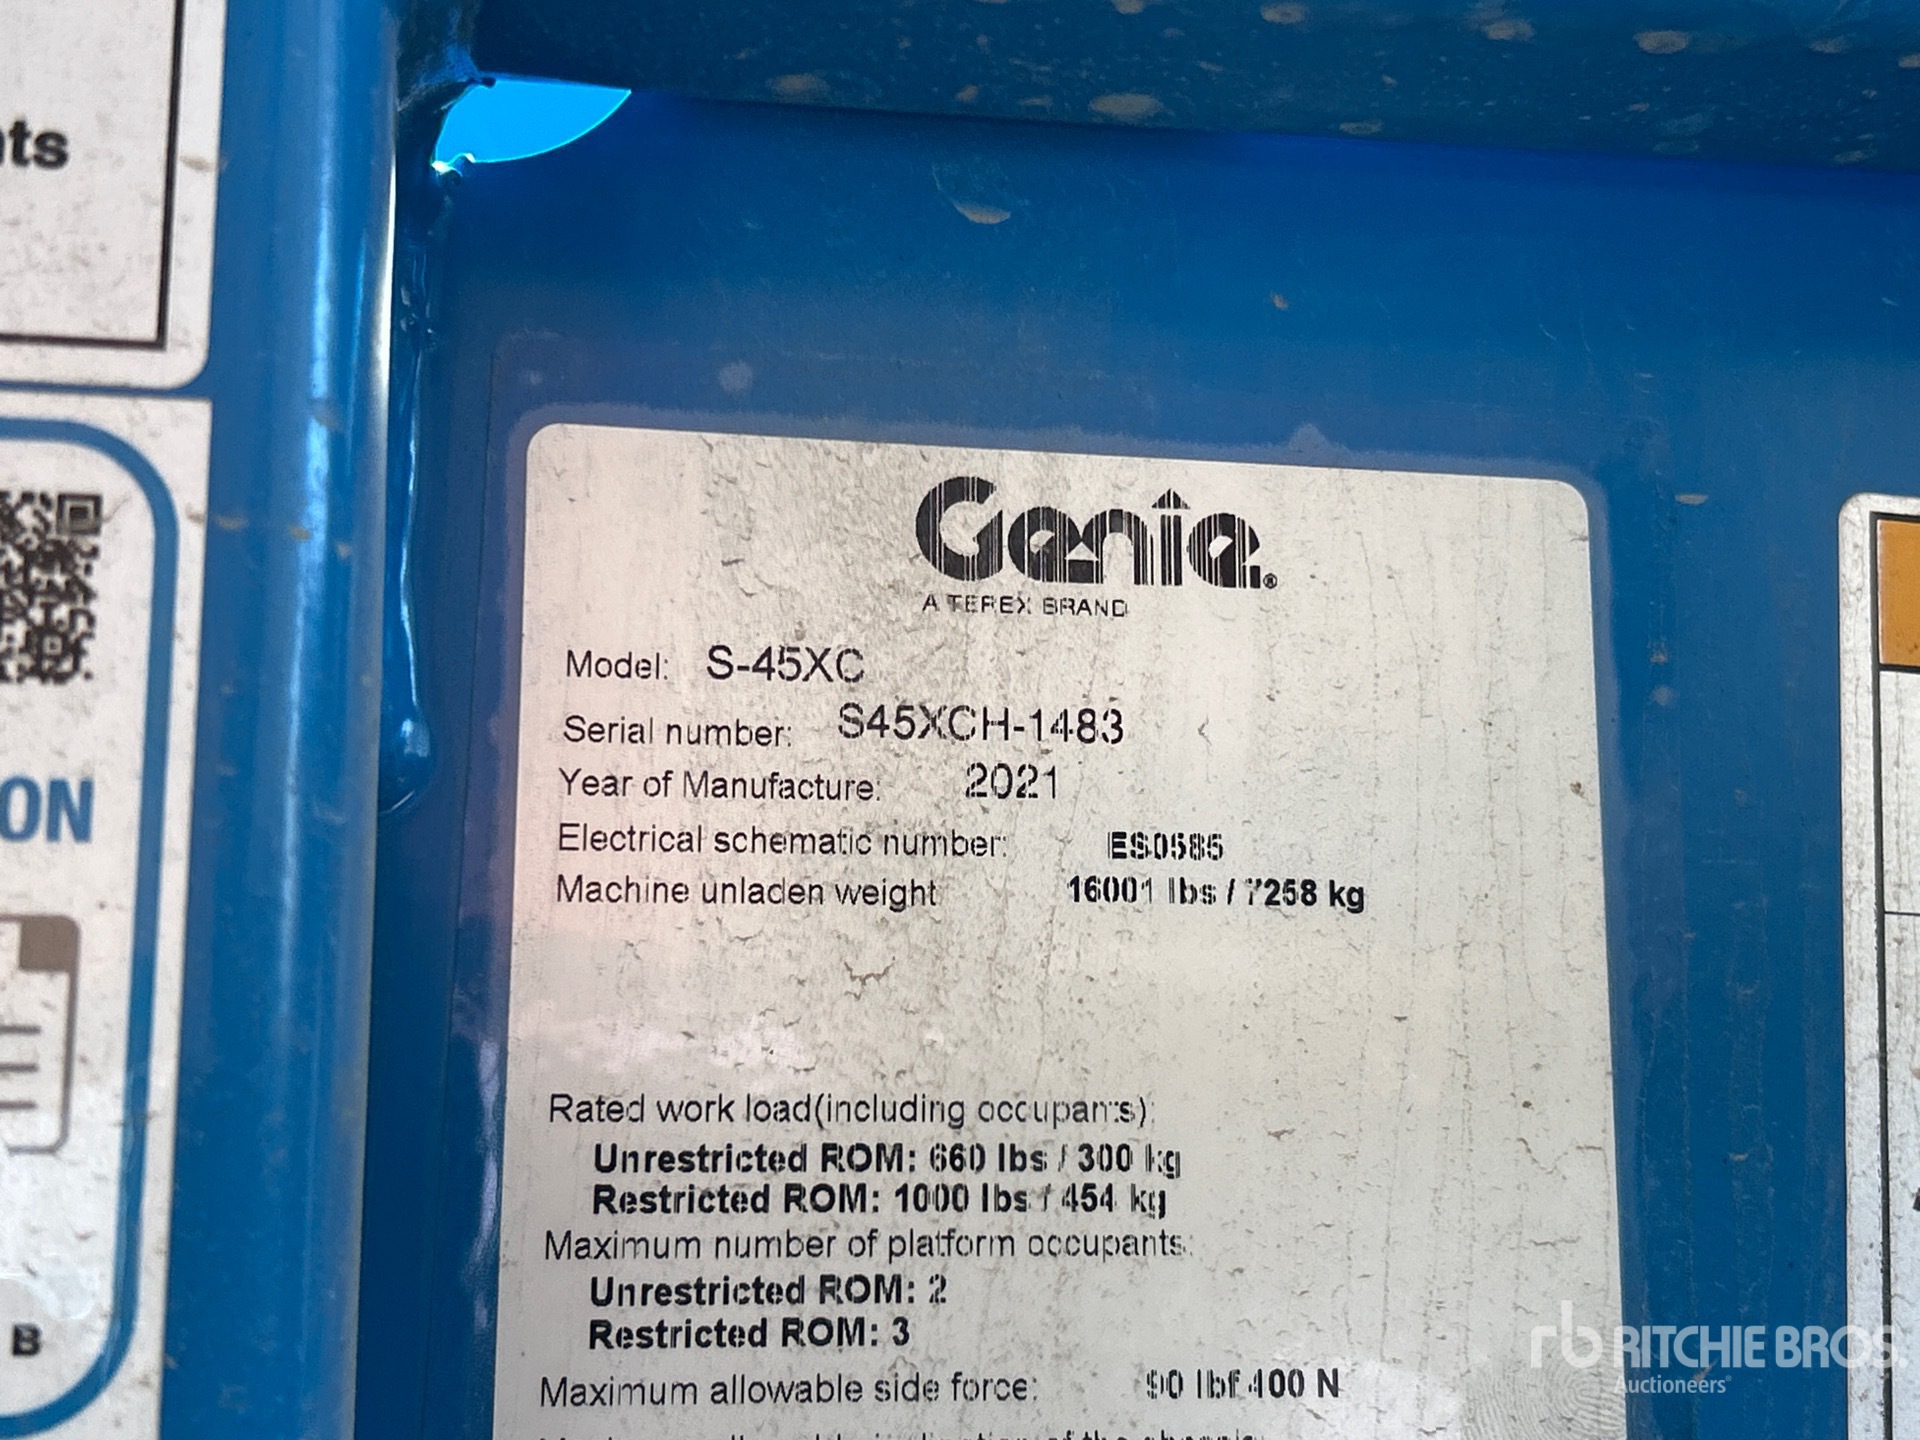 nts
ON
B
Genie®
A TEREX BRAND
Model: S-45XC
Serial number: S45XCH-1483
Year of Manufacture: 2021
Electrical schematic number: ES0585
Machine unladen weight 16001 lbs / 7258 kg
Rated work load(including occupants):
Unrestricted ROM: 660 lbs / 300 kg
Restricted ROM: 1000 lbs / 454 kg
Maximum number of platform occupants:
Unrestricted ROM: 2
Restricted ROM: 3
Maximum allowable side force: 90 lbf 400 N
rb RITCHIE BROS.
Auctioneers